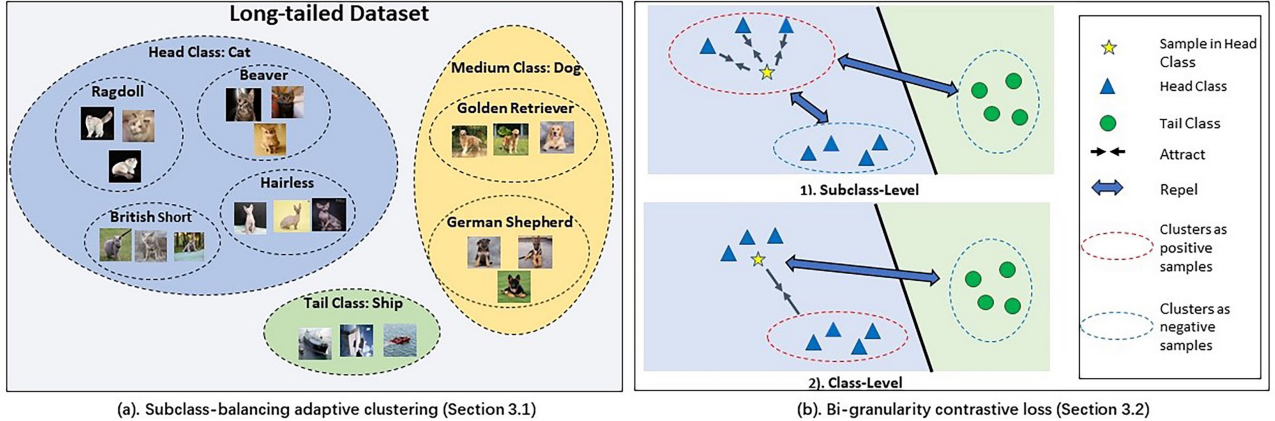 Long-tailed Dataset
Head Class: Cat
Ragdoll
Beaver
British Short
Hairless
Medium Class: Dog
Golden Retriever
German Shepherd
Tail Class: Ship
(a). Subclass-balancing adaptive clustering (Section 3.1)
1). Subclass-Level
2). Class-Level
Sample in Head
Class
Head Class
Tail Class
Attract
Repel
Clusters as
positive
samples
Clusters as
negative
samples
(b). Bi-granularity contrastive loss (Section 3.2)